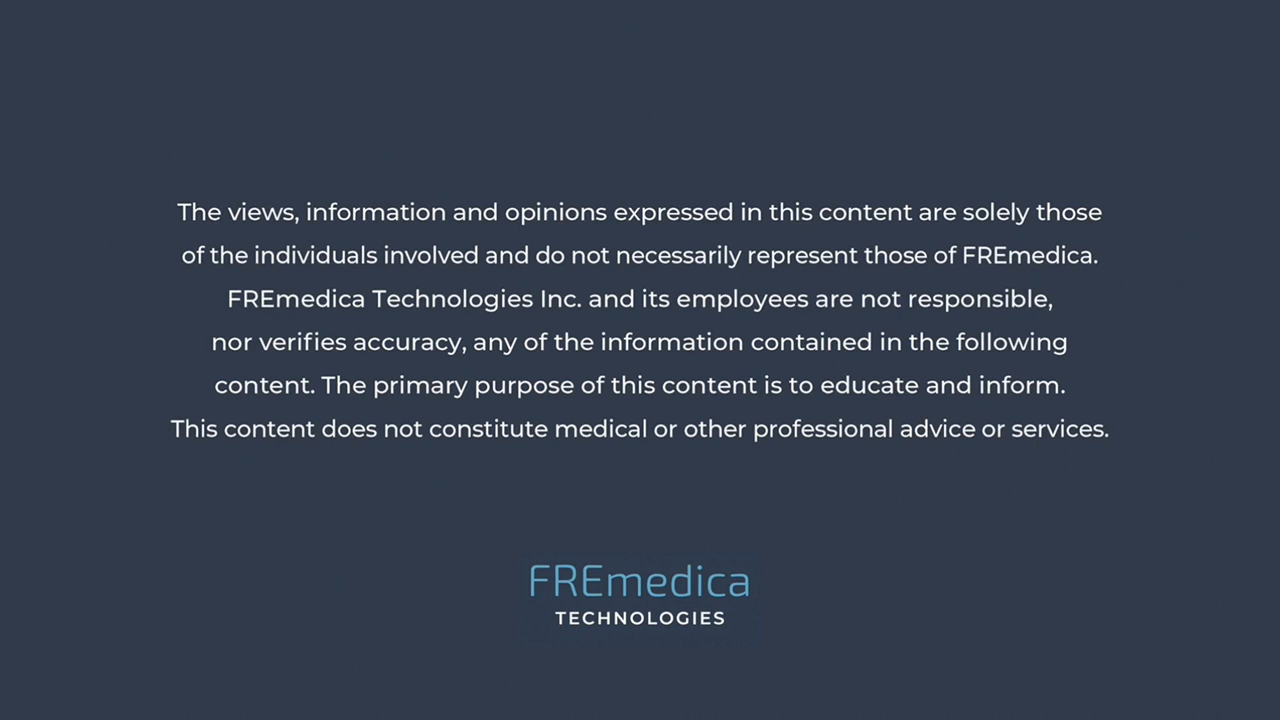 The views, information and opinions expressed in this content are solely those
of the individuals involved and do not necessarily represent those of FREmedica.
FREmedica Technologies Inc. and its employees are not responsible,
nor verifies accuracy, any of the information contained in the following
content. The primary purpose of this content is to educate and inform.
This content does not constitute medical or other professional advice or services.
FREmedica
TECHNOLOGIES